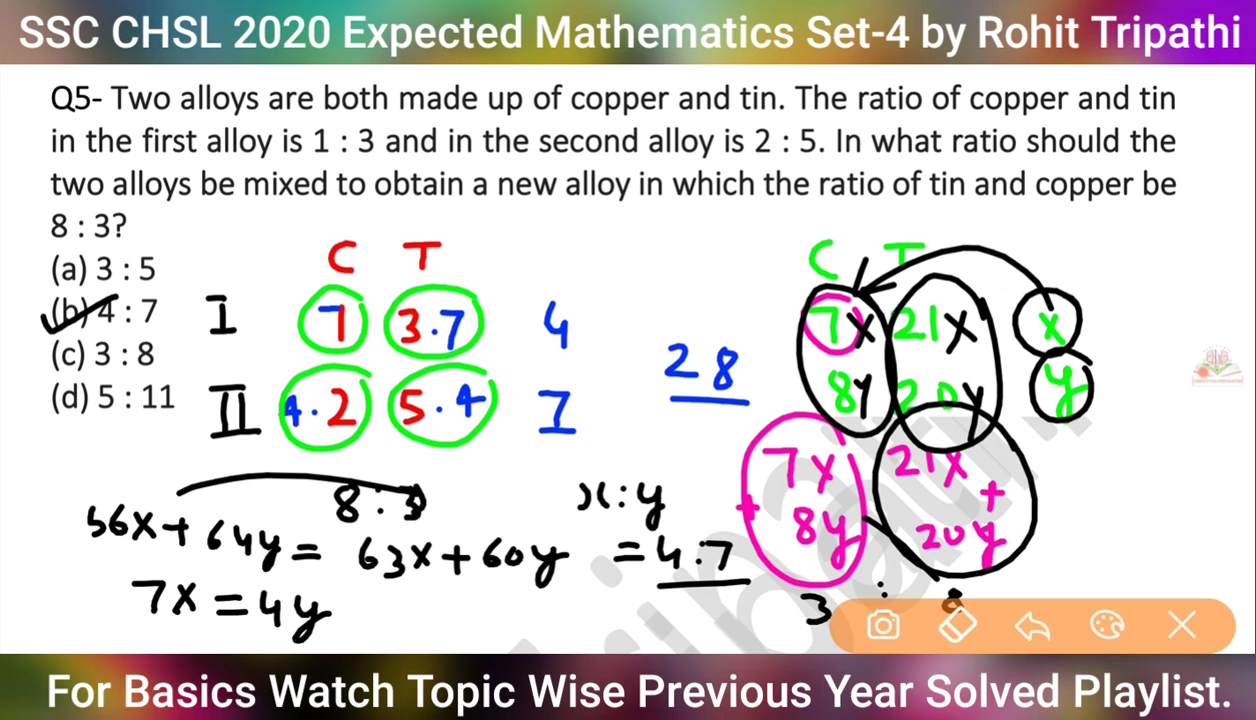 SSC CHSL 2020 Expected Mathematics Set-4 by Rohit Tripathi
Q5- Two alloys are both made up of copper and tin. The ratio of copper and tin
in the first alloy is 1 : 3 and in the second alloy is 2 : 5. In what ratio should the
two alloys be mixed to obtain a new alloy in which the ratio of tin and copper be
8 : 3?
(a) 3 : 5
(b) 4 : 7
(c) 3 : 8
(d) 5 : 11
C T
I 7 3.7 4
II 4.2 5.4 7
28
C T
7x 21x x
8y 20y y
7x 21x
+ 8y + 20y
3 : 8
8 : 3
56x + 64y = 63x + 60y
7x = 4y
x : y
= 4 : 7
For Basics Watch Topic Wise Previous Year Solved Playlist.